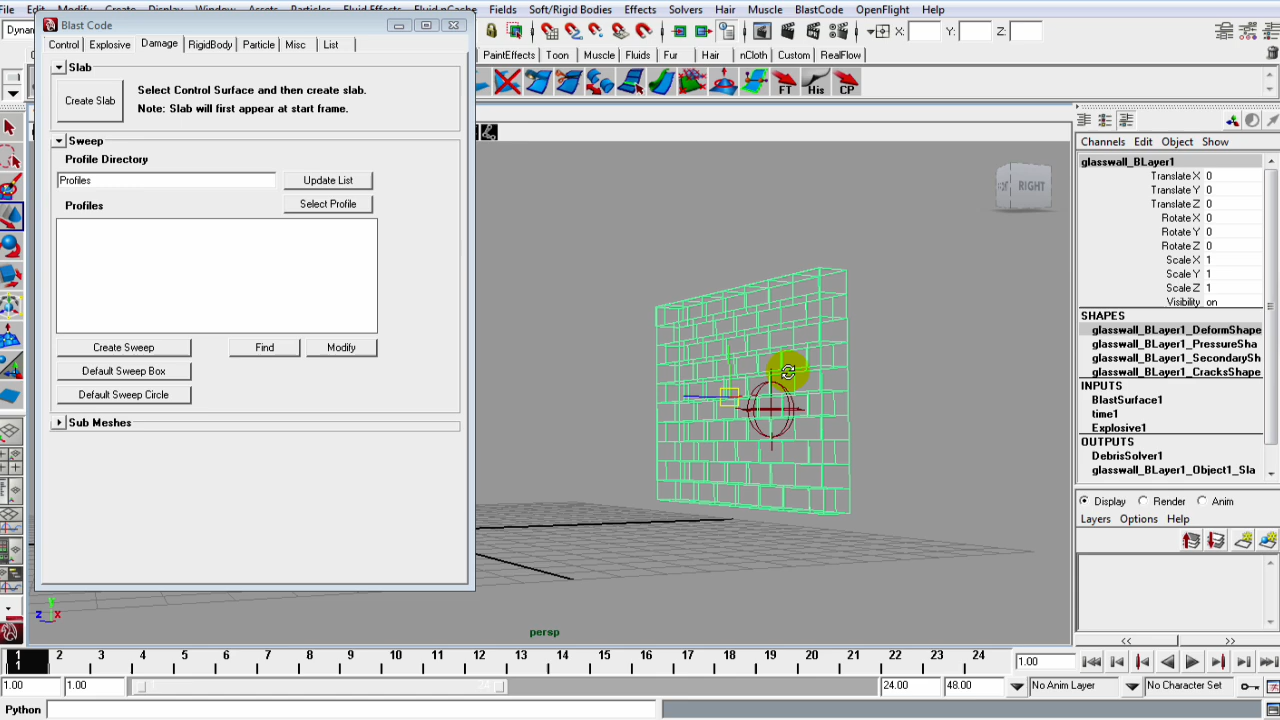 File Edit Modify Create Display Window Assets Particles Fluid Effects Fluid nCache Fields Soft/Rigid Bodies Effects Solvers Hair Muscle BlastCode OpenFlight Help
Blast Code
X: Y: Z:
Control Explosive Damage RigidBody Particle Misc List
PaintEffects Toon Muscle Fluids Fur Hair nCloth Custom RealFlow
Slab
FT His CP
Create Slab
Select Control Surface and then create slab.
Note: Slab will first appear at start frame.
Sweep
Profile Directory
Profiles
Update List
Profiles
Select Profile
Create Sweep Find Modify
Default Sweep Box
Default Sweep Circle
Sub Meshes
RIGHT
Channels Edit Object Show
glasswall_BLayer1
Translate X 0
Translate Y 0
Translate Z 0
Rotate X 0
Rotate Y 0
Rotate Z 0
Scale X 1
Scale Y 1
Scale Z 1
Visibility on
SHAPES
glasswall_BLayer1_DeformShape
glasswall_BLayer1_PressureSha
glasswall_BLayer1_SecondarySh
glasswall_BLayer1_CracksShape
INPUTS
BlastSurface1
time1
Explosive1
OUTPUTS
DebrisSolver1
glasswall_BLayer1_Object1_Sla
Display Render Anim
Layers Options Help
z x
persp
1 2 3 4 5 6 7 8 9 10 11 12 13 14 15 16 17 18 19 20 21 22 23 24
1
1.00
1.00 1.00 24 24.00 48.00 No Anim Layer No Character Set
Python